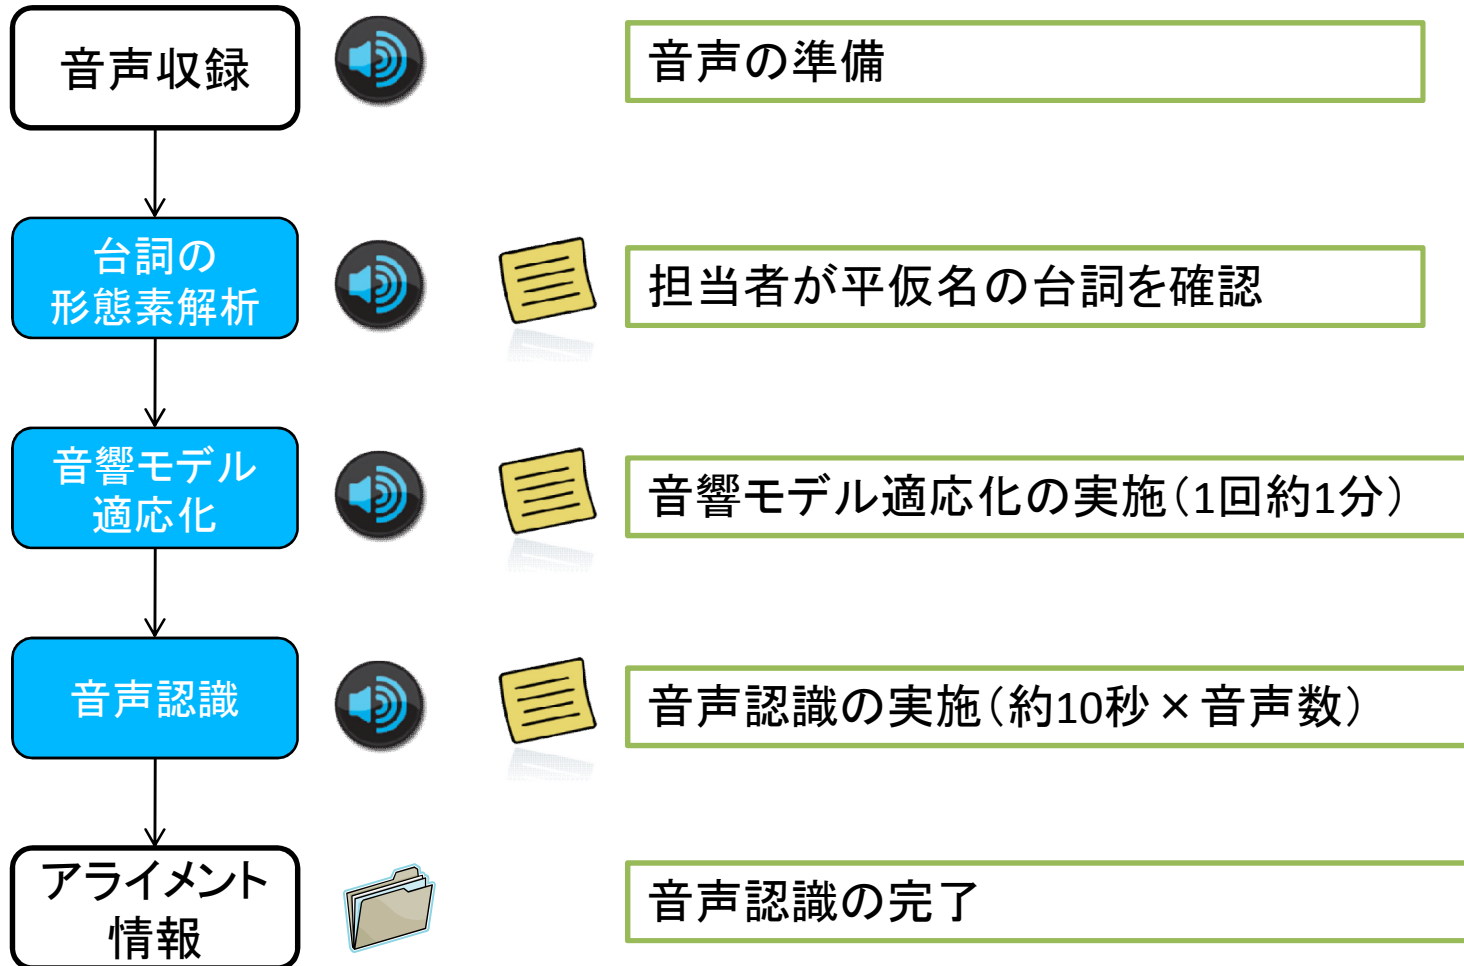 音声収録
音声の準備
台詞の
形態素解析
担当者が平仮名の台詞を確認
音響モデル
適応化
音響モデル適応化の実施（1回約1分）
音声認識
音声認識の実施（約10秒×音声数）
アライメント
情報
音声認識の完了